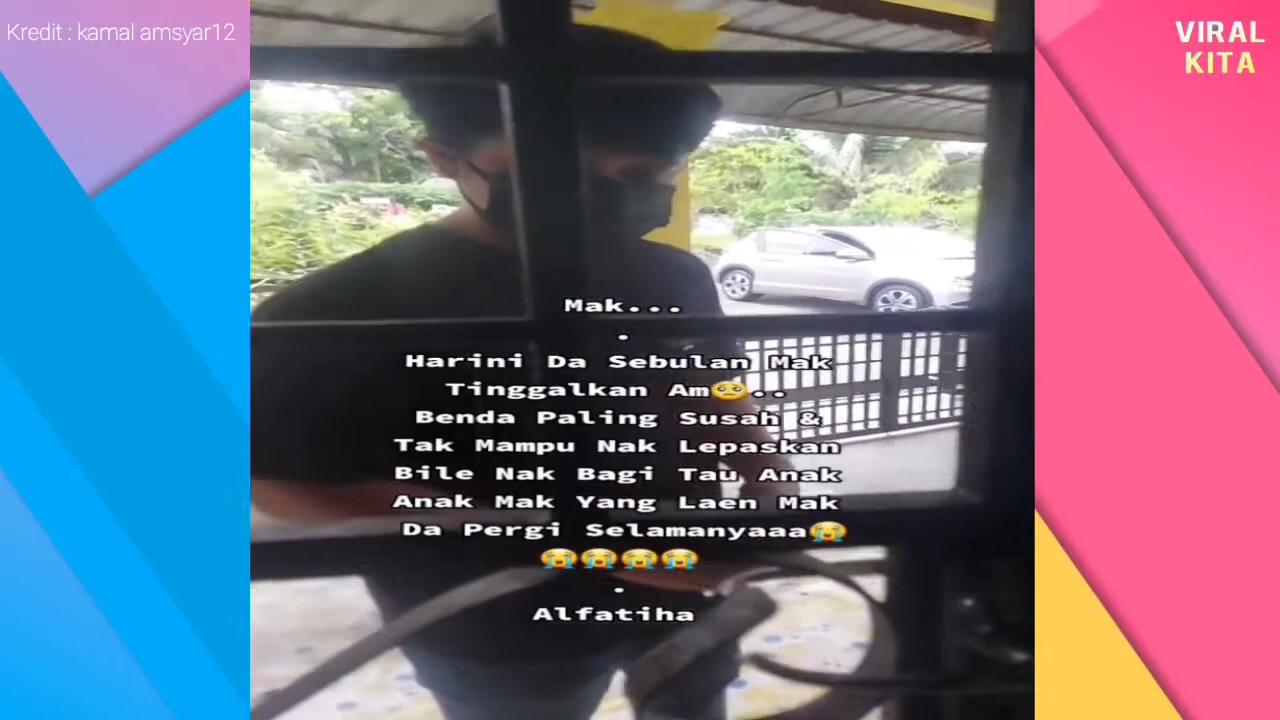 Kredit : kamal amsyar12
VIRAL
KITA
Mak...
.
Harini Da Sebulan Mak
Tinggalkan Am🥺..
Benda Paling Susah &
Tak Mampu Nak Lepaskan
Bile Nak Bagi Tau Anak
Anak Mak Yang Laen Mak
Da Pergi Selamanyaaa😭
😭😭😭😭
.
Alfatiha